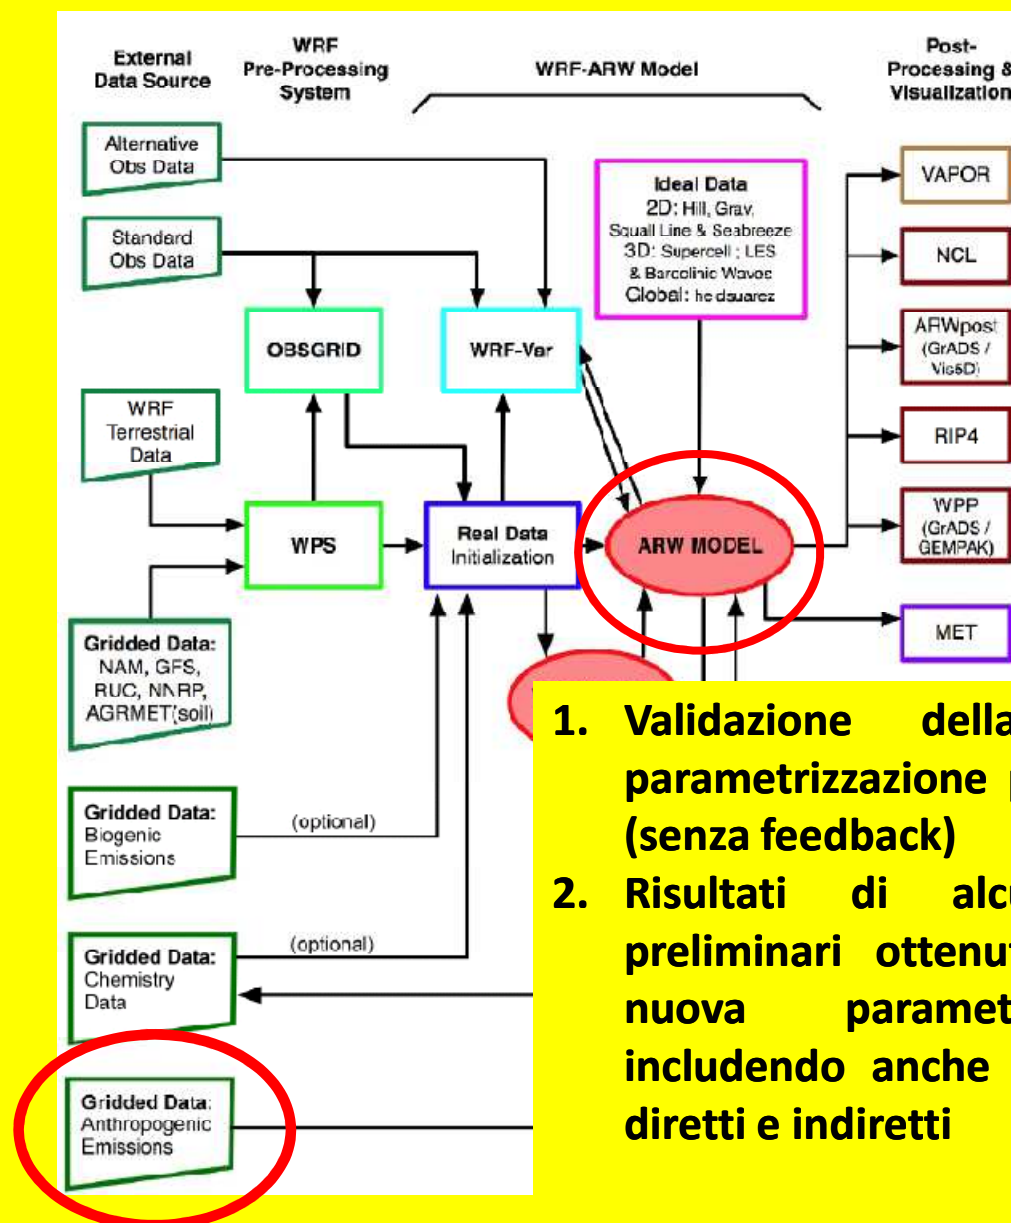 External
Data Source
WRF
Pre-Processing
System
WRF-ARW Model
Post-
Processing &
Visualization
Alternative
Obs Data
Standard
Obs Data
Ideal Data
2D: Hill, Grav,
Squall Line & Seabreeze
3D: Supercell ; LES
& Baroclinic Waves
Global: heldsuarez
VAPOR
NCL
ARWpost
(GrADS /
Vis5D)
RIP4
WPP
(GrADS /
GEMPAK)
MET
OBSGRID
WRF-Var
WRF
Terrestrial
Data
WPS
Real Data
Initialization
ARW MODEL
Gridded Data:
NAM, GFS,
RUC, NNRP,
AGRMET(soil)
Gridded Data:
Biogenic
Emissions
(optional)
Gridded Data:
Chemistry
Data
(optional)
Gridded Data:
Anthropogenic
Emissions
1. Validazione della
parametrizzazione p
(senza feedback)
2. Risultati di alcu
preliminari ottenut
nuova paramet
includendo anche
diretti e indiretti